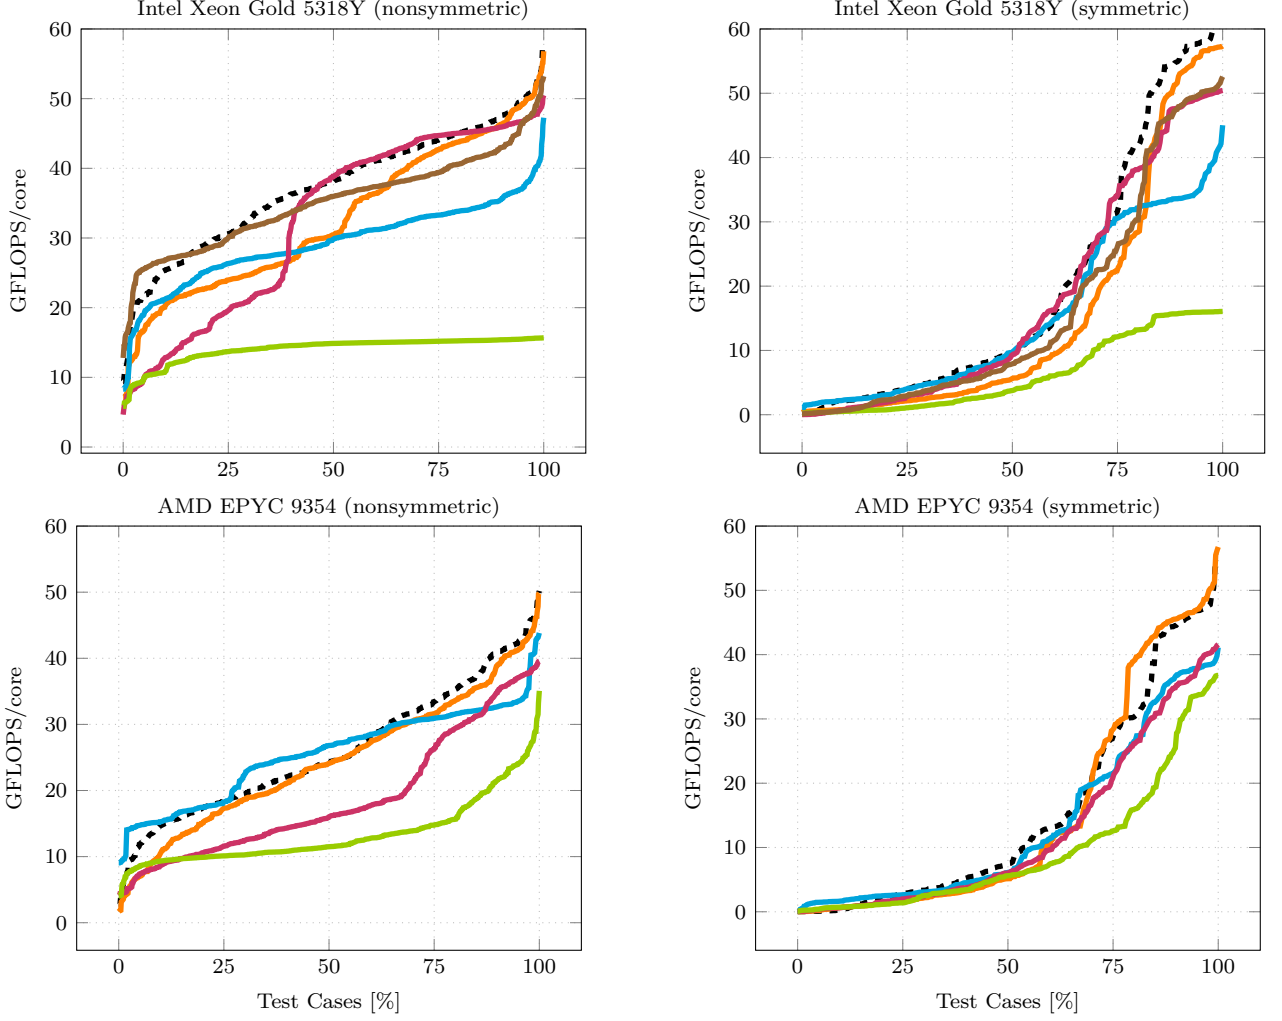 Intel Xeon Gold 5318Y (nonsymmetric)
60
50
40
30
20
10
0
GFLOPS/core
0 25 50 75 100
Intel Xeon Gold 5318Y (symmetric)
60
50
40
30
20
10
0
GFLOPS/core
0 25 50 75 100
AMD EPYC 9354 (nonsymmetric)
60
50
40
30
20
10
0
GFLOPS/core
0 25 50 75 100
Test Cases [%]
AMD EPYC 9354 (symmetric)
60
50
40
30
20
10
0
GFLOPS/core
0 25 50 75 100
Test Cases [%]